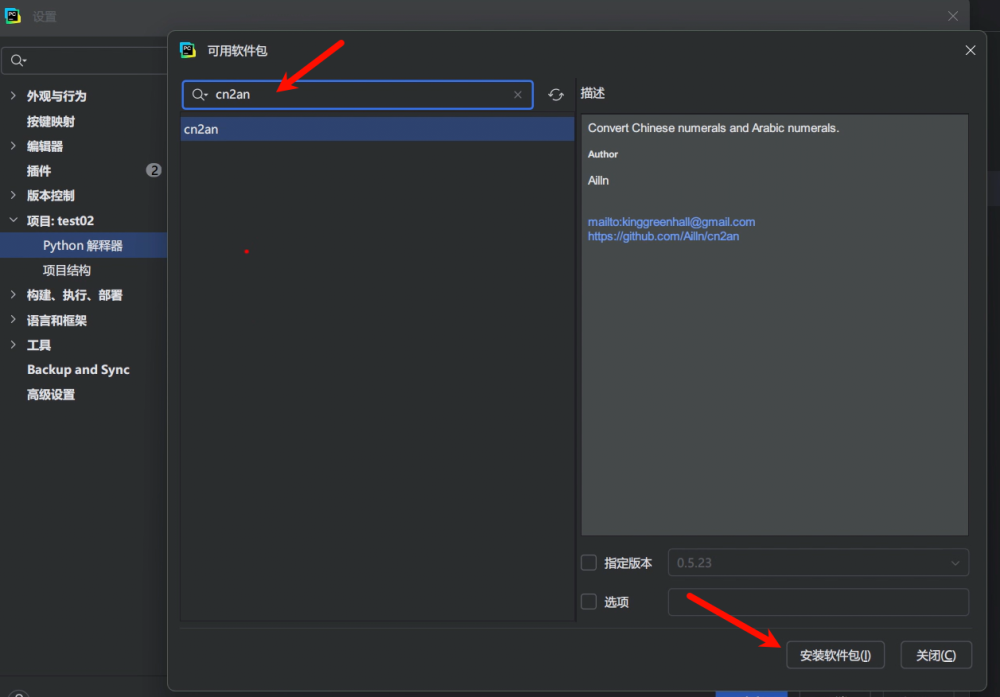 设置
外观与行为
按键映射
编辑器
插件
2
版本控制
项目: test02
Python 解释器
项目结构
构建、执行、部署
语言和框架
工具
Backup and Sync
高级设置
可用软件包
cn2an
cn2an
描述
Convert Chinese numerals and Arabic numerals.
Author
Ailln
mailto:kinggreenhall@gmail.com
https://github.com/Ailln/cn2an
指定版本
0.5.23
选项
安装软件包(I)
关闭(C)